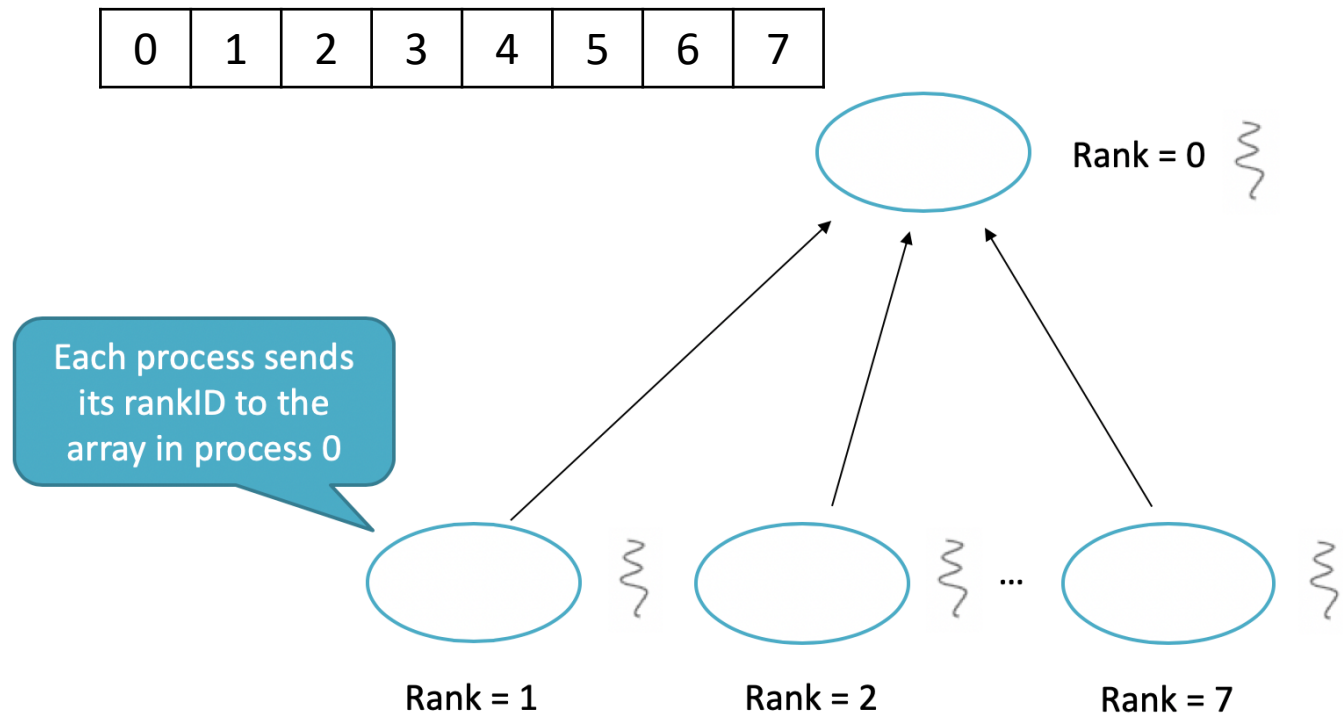 0 1 2 3 4 5 6 7
Rank = 0
Each process sends
its rankID to the
array in process 0
...
Rank = 1
Rank = 2
Rank = 7